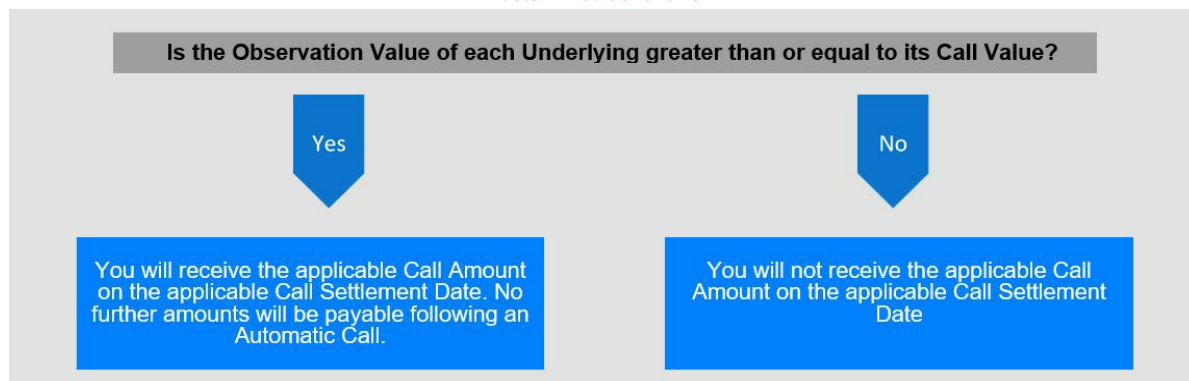 Is the Observation Value of each Underlying greater than or equal to its Call Value?
Yes
No
You will receive the applicable Call Amount
on the applicable Call Settlement Date. No
further amounts will be payable following an
Automatic Call.
You will not receive the applicable Call
Amount on the applicable Call Settlement
Date